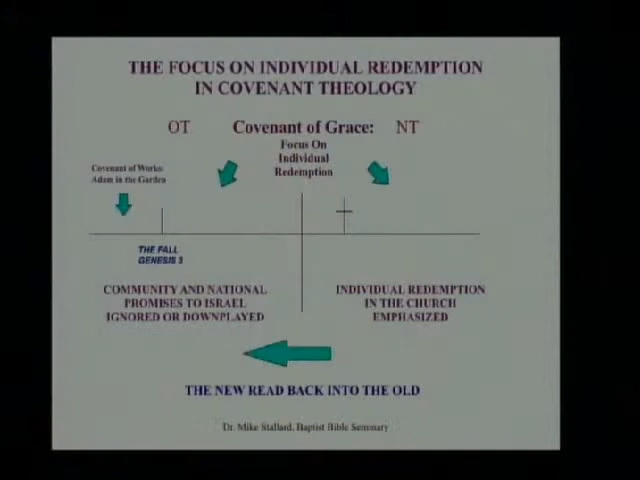 THE FOCUS ON INDIVIDUAL REDEMPTION
IN COVENANT THEOLOGY
OT Covenant of Grace: NT
Focus On
Individual
Redemption
Covenant of Works:
Adam in the Garden
THE FALL
GENESIS 3
COMMUNITY AND NATIONAL
PROMISES TO ISRAEL
IGNORED OR DOWNPLAYED
INDIVIDUAL REDEMPTION
IN THE CHURCH
EMPHASIZED
THE NEW READ BACK INTO THE OLD
Dr. Mike Stallard, Baptist Bible Seminary